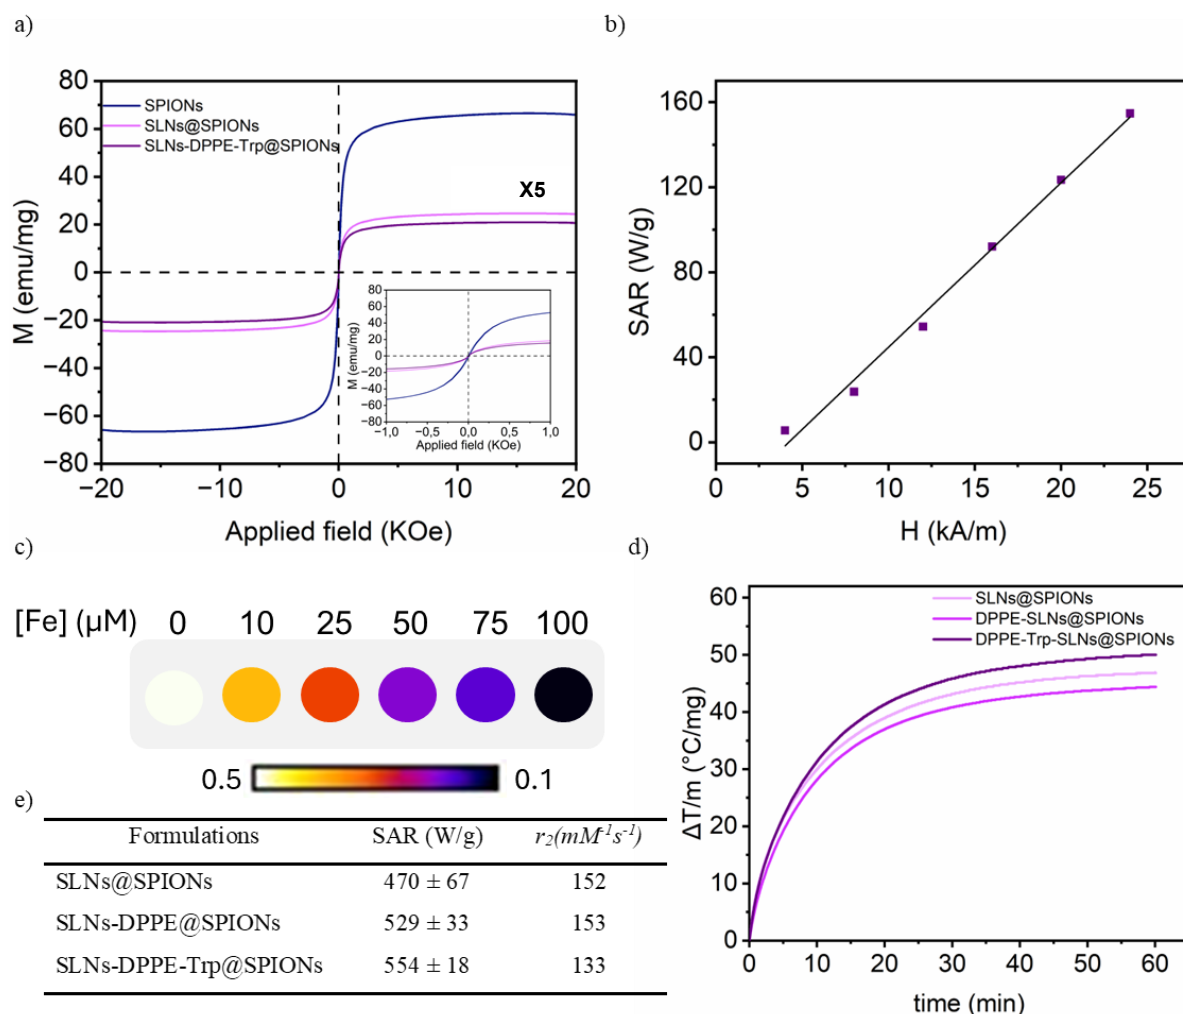 a)
80
60
40
20
0
−20
−40
−60
−80
M (emu/mg)
SPIONs
SLNs@SPIONs
SLNs-DPPE-Trp@SPIONs
X5
−20 −10 0 10 20
Applied field (KOe)
80
60
40
20
0
−20
−40
−60
−80
M (emu/mg)
−1,0 −0,5 0,0 0,5 1,0
Applied field (KOe)
b)
160
120
80
40
0
SAR (W/g)
0 5 10 15 20 25
H (kA/m)
c)
[Fe] (µM) 0 10 25 50 75 100
0.5 0.1
d)
60
50
40
30
20
10
0
ΔT/m (°C/mg)
SLNs@SPIONs
DPPE-SLNs@SPIONs
DPPE-Trp-SLNs@SPIONs
0 10 20 30 40 50 60
time (min)
e)
Formulations SAR (W/g) r₂(mM⁻¹s⁻¹)
SLNs@SPIONs 470 ± 67 152
SLNs-DPPE@SPIONs 529 ± 33 153
SLNs-DPPE-Trp@SPIONs 554 ± 18 133